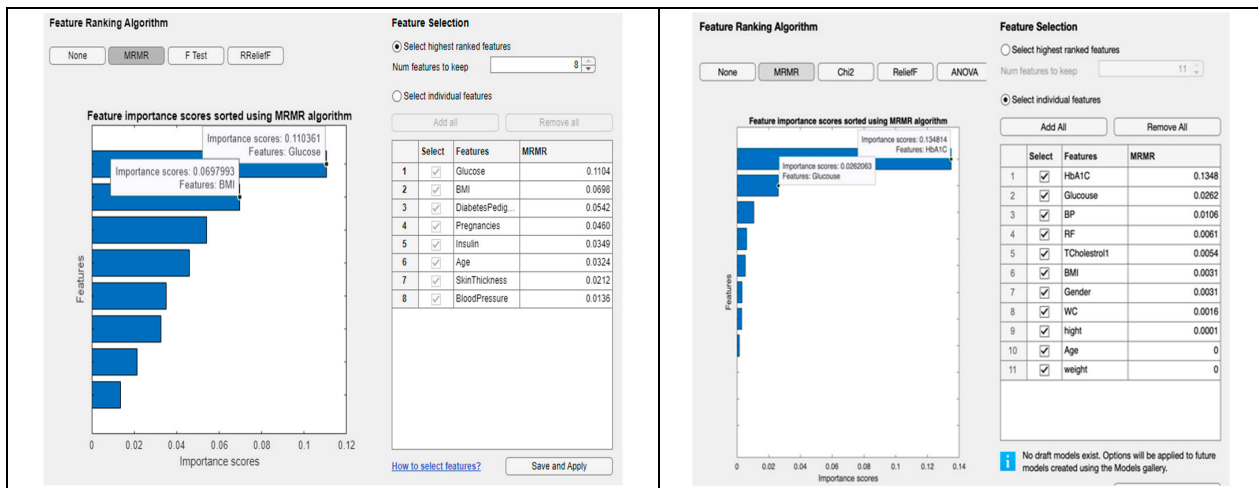 Feature Ranking Algorithm
None MRMR F Test RReliefF
Feature importance scores sorted using MRMR algorithm
Importance scores: 0.110361
Features: Glucose
Importance scores: 0.0697993
Features: BMI
Features
0 0.02 0.04 0.06 0.08 0.1 0.12
Importance scores
Feature Selection
Select highest ranked features
Num features to keep 8
Select individual features
Add all Remove all
Select Features MRMR
1 Glucose 0.1104
2 BMI 0.0698
3 DiabetesPedig... 0.0542
4 Pregnancies 0.0460
5 Insulin 0.0349
6 Age 0.0324
7 SkinThickness 0.0212
8 BloodPressure 0.0136
How to select features? Save and Apply
Feature Ranking Algorithm
None MRMR Chi2 ReliefF ANOVA
Feature importance scores sorted using MRMR algorithm
Importance scores: 0.134814
Features: HbA1C
Importance scores: 0.0262063
Features: Glucouse
Features
0 0.02 0.04 0.06 0.08 0.1 0.12 0.14
Importance scores
Feature Selection
Select highest ranked features
Num features to keep 11
Select individual features
Add All Remove All
Select Features MRMR
1 HbA1C 0.1348
2 Glucouse 0.0262
3 BP 0.0106
4 RF 0.0061
5 TCholestrol1 0.0054
6 BMI 0.0031
7 Gender 0.0031
8 WC 0.0016
9 hight 0.0001
10 Age 0
11 weight 0
No draft models exist. Options will be applied to future
models created using the Models gallery.